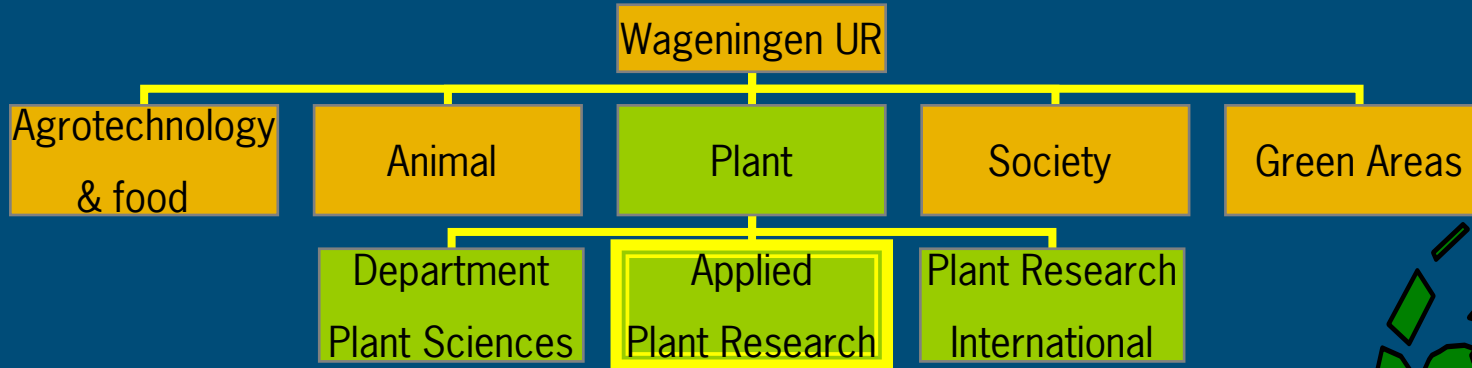 Wageningen UR
Agrotechnology
& food
Animal
Plant
Society
Green Areas
Department
Plant Sciences
Applied
Plant Research
Plant Research
International